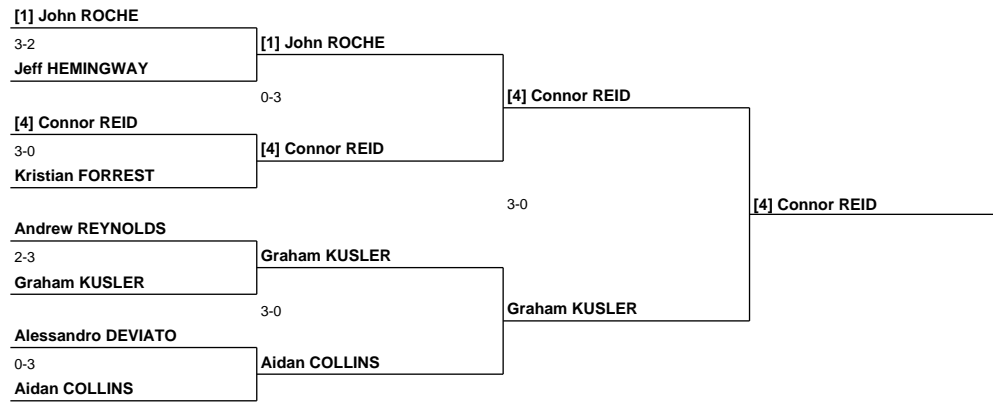 [1] John ROCHE
3-2
Jeff HEMINGWAY
[4] Connor REID
3-0
Kristian FORREST
Andrew REYNOLDS
2-3
Graham KUSLER
Alessandro DEVIATO
0-3
Aidan COLLINS
[1] John ROCHE
0-3
[4] Connor REID
Graham KUSLER
3-0
Aidan COLLINS
[4] Connor REID
3-0
Graham KUSLER
[4] Connor REID